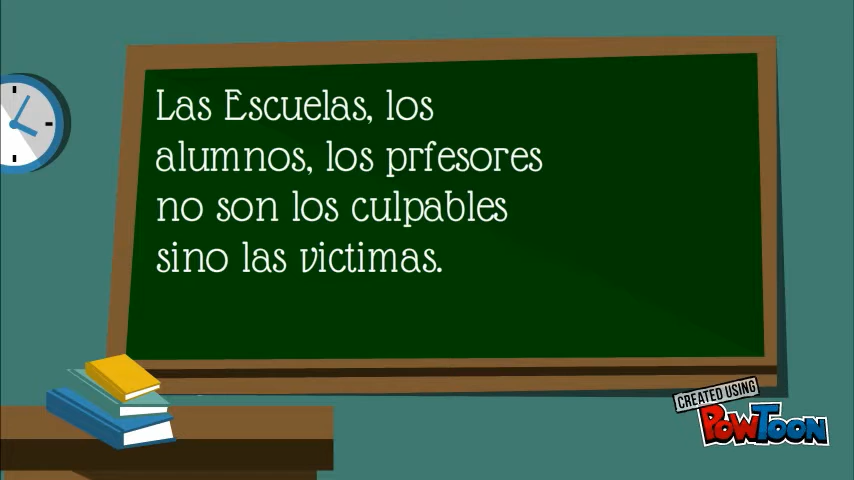 Las Escuelas, los
alumnos, los prfesores
no son los culpables
sino las victimas.
CREATED USING
POWTOON